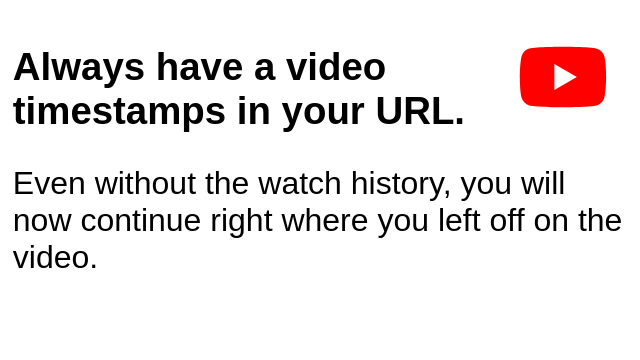 Always have a video
timestamps in your URL.
Even without the watch history, you will
now continue right where you left off on the
video.